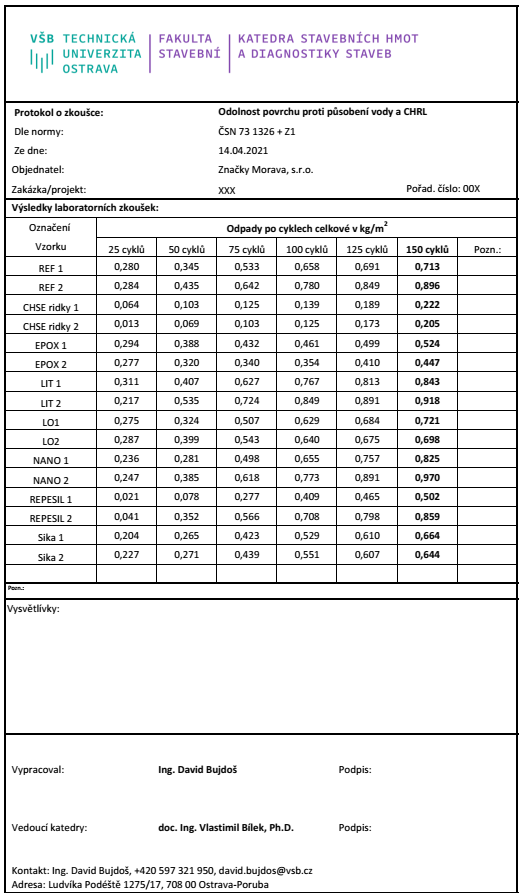 VŠB TECHNICKÁ | FAKULTA | KATEDRA STAVEBNÍCH HMOT
UNIVERZITA | STAVEBNÍ | A DIAGNOSTIKY STAVEB
OSTRAVA
Protokol o zkoušce: Odolnost povrchu proti působení vody a CHRL
Dle normy: ČSN 73 1326 + Z1
Ze dne: 14.04.2021
Objednatel: Značky Morava, s.r.o.
Zakázka/projekt: XXX Pořad. číslo: 00X
Výsledky laboratorních zkoušek:
Označení Odpady po cyklech celkové v kg/m²
Vzorku 25 cyklů 50 cyklů 75 cyklů 100 cyklů 125 cyklů 150 cyklů Pozn.:
REF 1 0,280 0,345 0,533 0,658 0,691 0,713
REF 2 0,284 0,435 0,642 0,780 0,849 0,896
CHSE ridky 1 0,064 0,103 0,125 0,139 0,189 0,222
CHSE ridky 2 0,013 0,069 0,103 0,125 0,173 0,205
EPOX 1 0,294 0,388 0,432 0,461 0,499 0,524
EPOX 2 0,277 0,320 0,340 0,354 0,410 0,447
LIT 1 0,311 0,407 0,627 0,767 0,813 0,843
LIT 2 0,217 0,535 0,724 0,849 0,891 0,918
LO1 0,275 0,324 0,507 0,629 0,684 0,721
LO2 0,287 0,399 0,543 0,640 0,675 0,698
NANO 1 0,236 0,281 0,498 0,655 0,757 0,825
NANO 2 0,247 0,385 0,618 0,773 0,891 0,970
REPESIL 1 0,021 0,078 0,277 0,409 0,465 0,502
REPESIL 2 0,041 0,352 0,566 0,708 0,798 0,859
Sika 1 0,204 0,265 0,423 0,529 0,610 0,664
Sika 2 0,227 0,271 0,439 0,551 0,607 0,644
Pozn.:
Vysvětlívky:
Vypracoval: Ing. David Bujdoš Podpis:
Vedoucí katedry: doc. Ing. Vlastimil Bílek, Ph.D. Podpis:
Kontakt: Ing. David Bujdoš, +420 597 321 950, david.bujdos@vsb.cz
Adresa: Ludvíka Podéště 1275/17, 708 00 Ostrava-Poruba